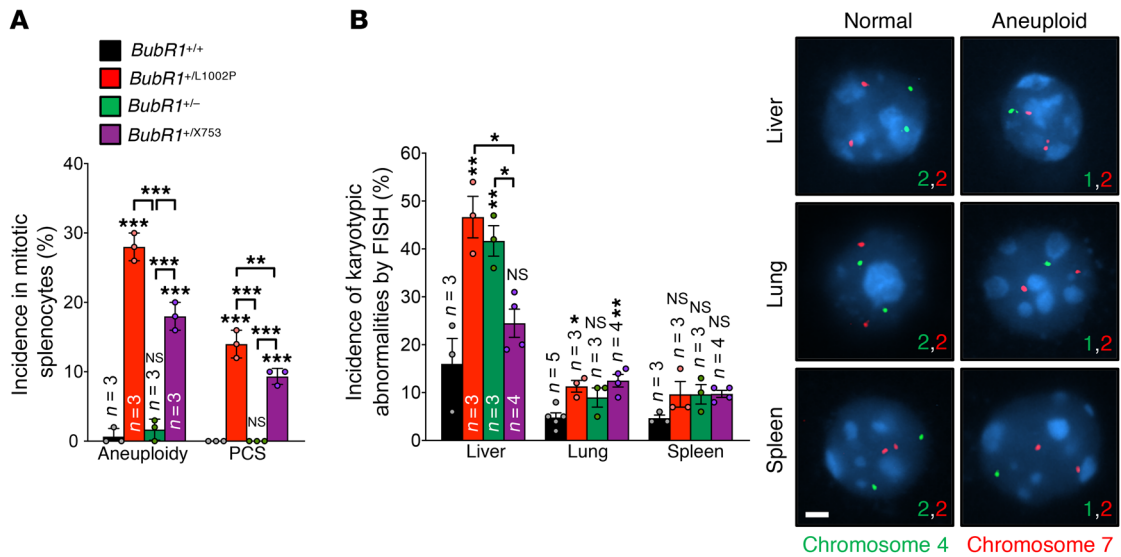 A
BubR1+/+
BubR1+/L1002P
BubR1+/–
BubR1+/X753
Incidence in mitotic
splenocytes (%)
40
30
20
10
0
***
***
***
***
***
NS
n = 3
n = 3
n = 3
n = 3
**
***
***
***
***
NS
Aneuploidy
PCS
B
Incidence of karyotypic
abnormalities by FISH (%)
60
50
40
30
20
10
0
*
*
**
**
NS
n = 3
n = 3
n = 3
n = 4
*
NS
**
n = 5
n = 3
n = 3
n = 4
NS
NS
NS
n = 3
n = 3
n = 3
n = 4
Liver
Lung
Spleen
Normal
Aneuploid
Liver
2,2
1,2
Lung
2,2
1,2
Spleen
2,2
1,2
Chromosome 4
Chromosome 7